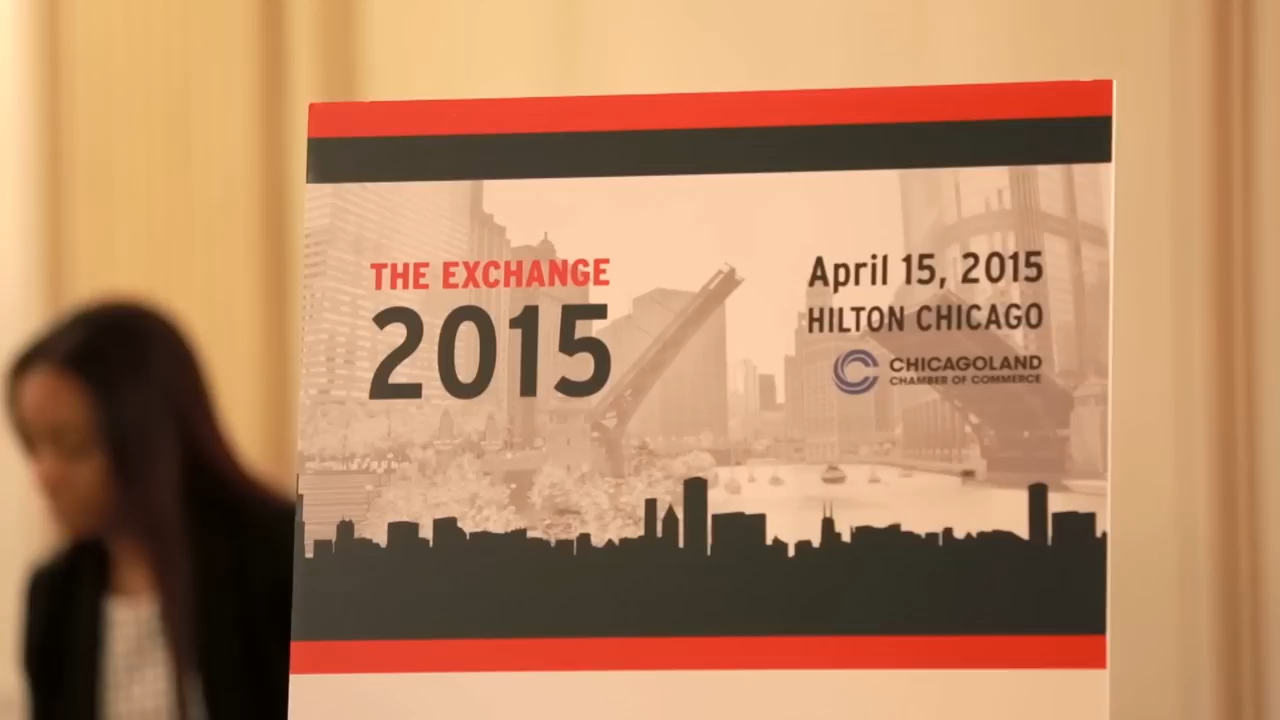 THE EXCHANGE
2015
April 15, 2015
HILTON CHICAGO
CHICAGOLAND
CHAMBER OF COMMERCE